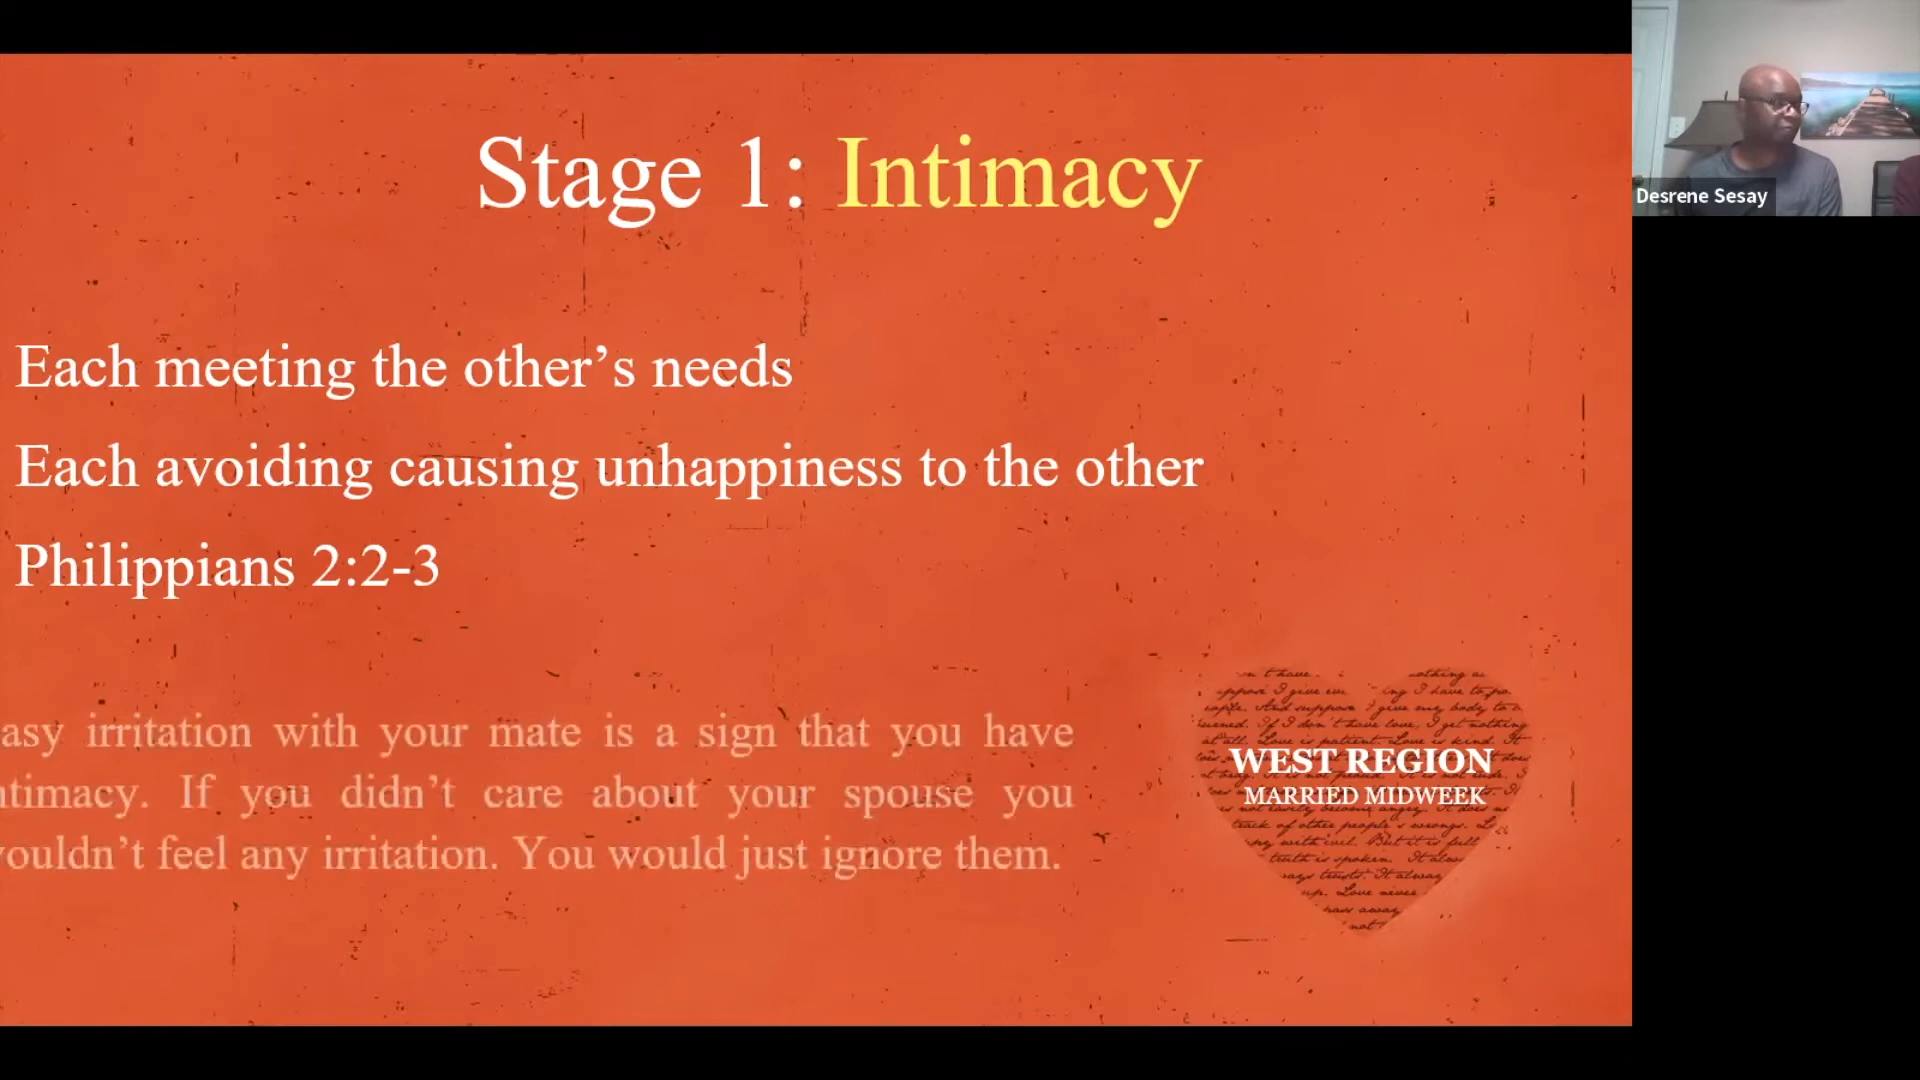 Stage 1: Intimacy
Desrene Sesay
Each meeting the other’s needs
Each avoiding causing unhappiness to the other
Philippians 2:2-3
asy irritation with your mate is a sign that you have
ntimacy. If you didn’t care about your spouse you
ouldn’t feel any irritation. You would just ignore them.
WEST REGION
MARRIED MIDWEEK